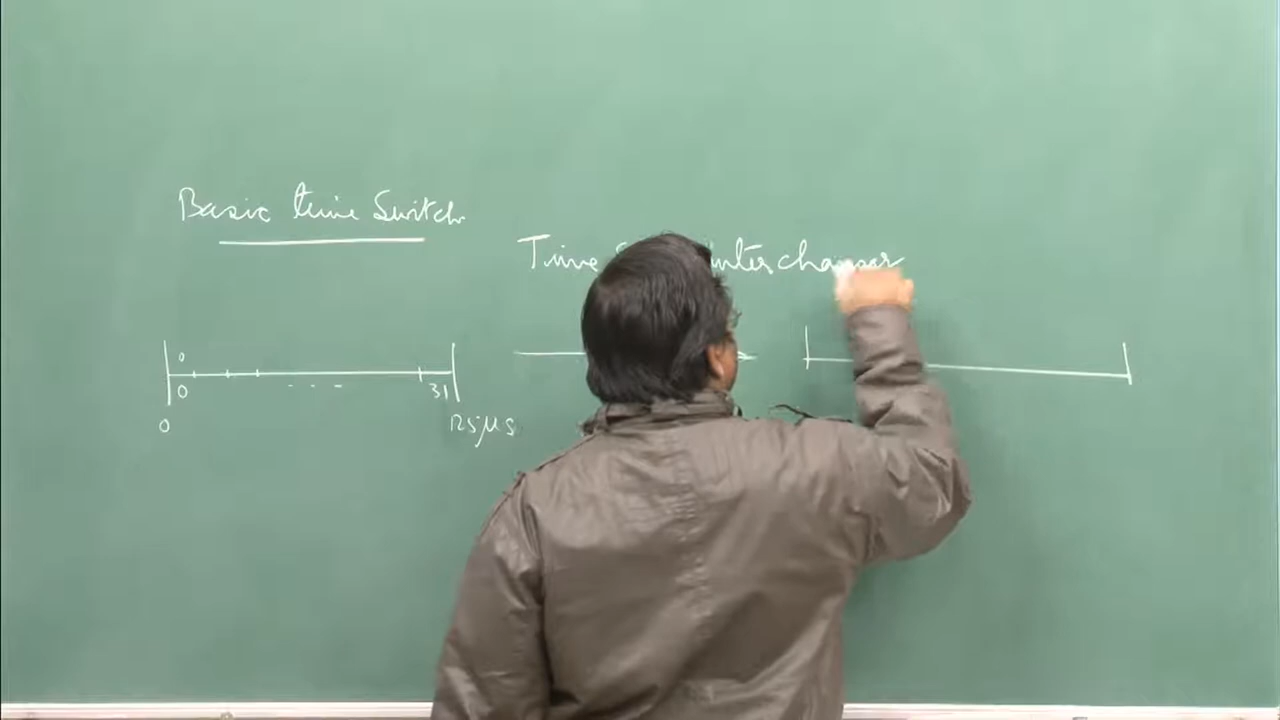 Basic time Switch
Time Interchanger
0
0 - - - 31
0 125μs